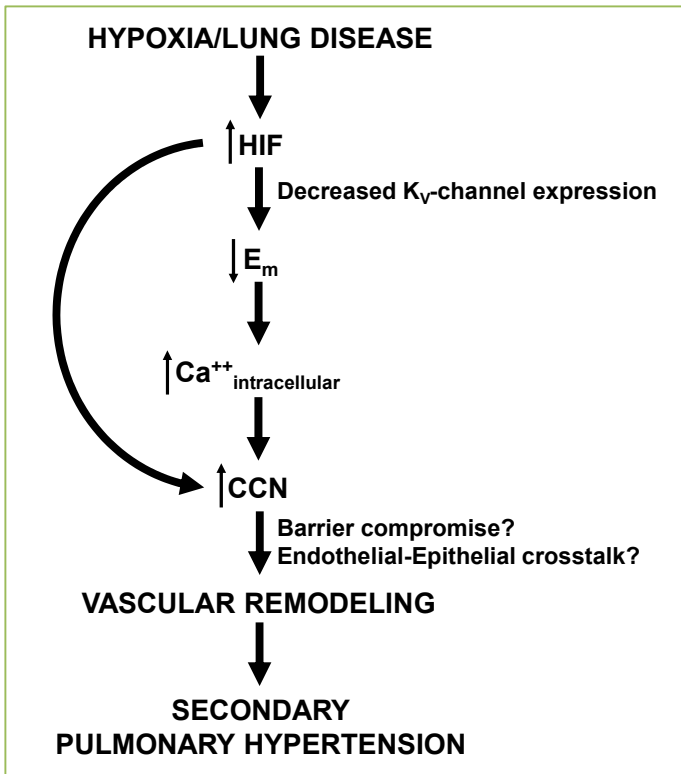 HYPOXIA/LUNG DISEASE
↑HIF
Decreased Kᵥ-channel expression
↓Eₘ
↑Ca⁺⁺intracellular
↑CCN
Barrier compromise?
Endothelial-Epithelial crosstalk?
VASCULAR REMODELING
SECONDARY
PULMONARY HYPERTENSION